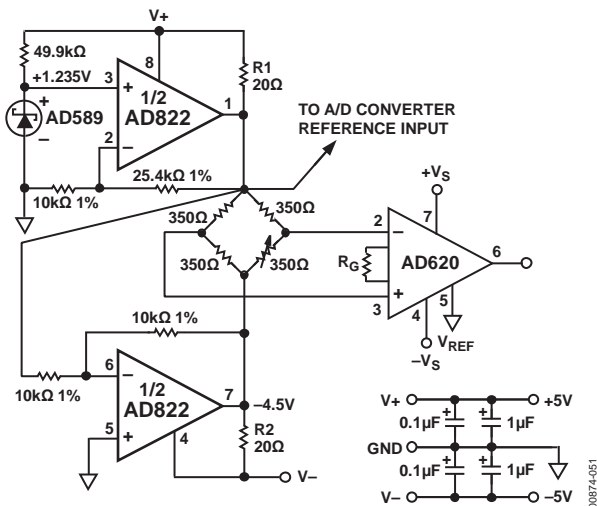 V+
49.9kΩ
+1.235V
AD589
+
−
3
+
8
1/2
AD822
1
2
−
R1
20Ω
TO A/D CONVERTER
REFERENCE INPUT
10kΩ 1%
25.4kΩ 1%
350Ω
350Ω
350Ω
350Ω
+VS
7
2
−
RG
AD620
6
+
3
4
5
VREF
−VS
10kΩ 1%
10kΩ 1%
6
−
1/2
AD822
7
−4.5V
5
+
4
R2
20Ω
V−
V+
+5V
0.1µF
+
+
1µF
GND
0.1µF
+
+
1µF
V−
−5V
00874-051